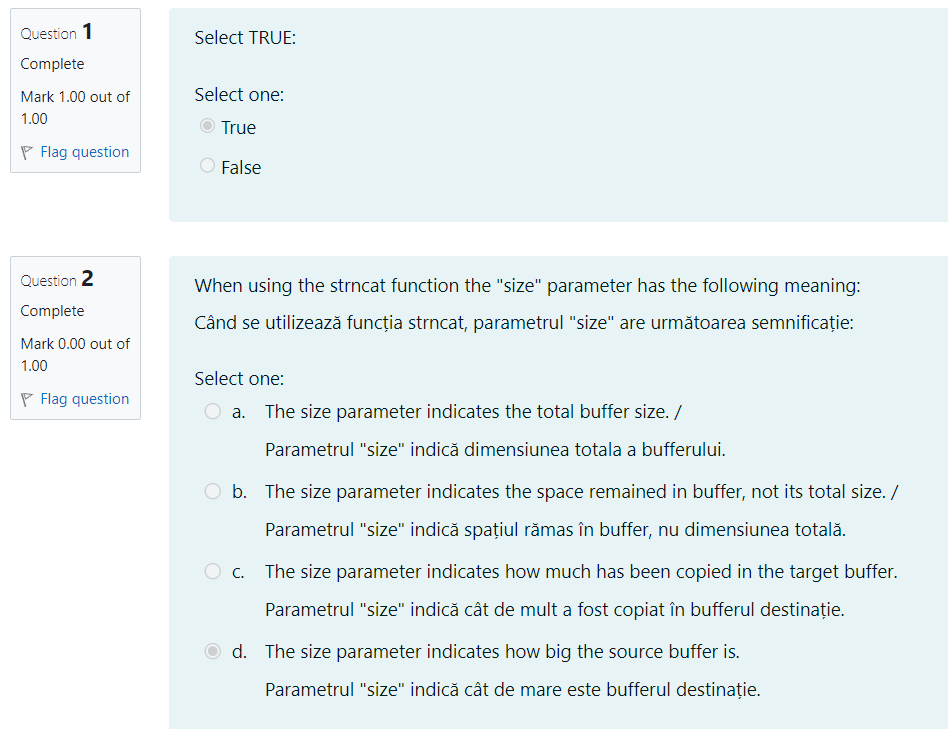 Question 1
Complete
Mark 1.00 out of
1.00
Flag question
Select TRUE:
Select one:
True
False
Question 2
Complete
Mark 0.00 out of
1.00
Flag question
When using the strncat function the "size" parameter has the following meaning:
Când se utilizează funcția strncat, parametrul "size" are următoarea semnificație:
Select one:
a. The size parameter indicates the total buffer size. /
Parametrul "size" indică dimensiunea totala a bufferului.
b. The size parameter indicates the space remained in buffer, not its total size. /
Parametrul "size" indică spațiul rămas în buffer, nu dimensiunea totală.
c. The size parameter indicates how much has been copied in the target buffer.
Parametrul "size" indică cât de mult a fost copiat în bufferul destinație.
d. The size parameter indicates how big the source buffer is.
Parametrul "size" indică cât de mare este bufferul destinație.